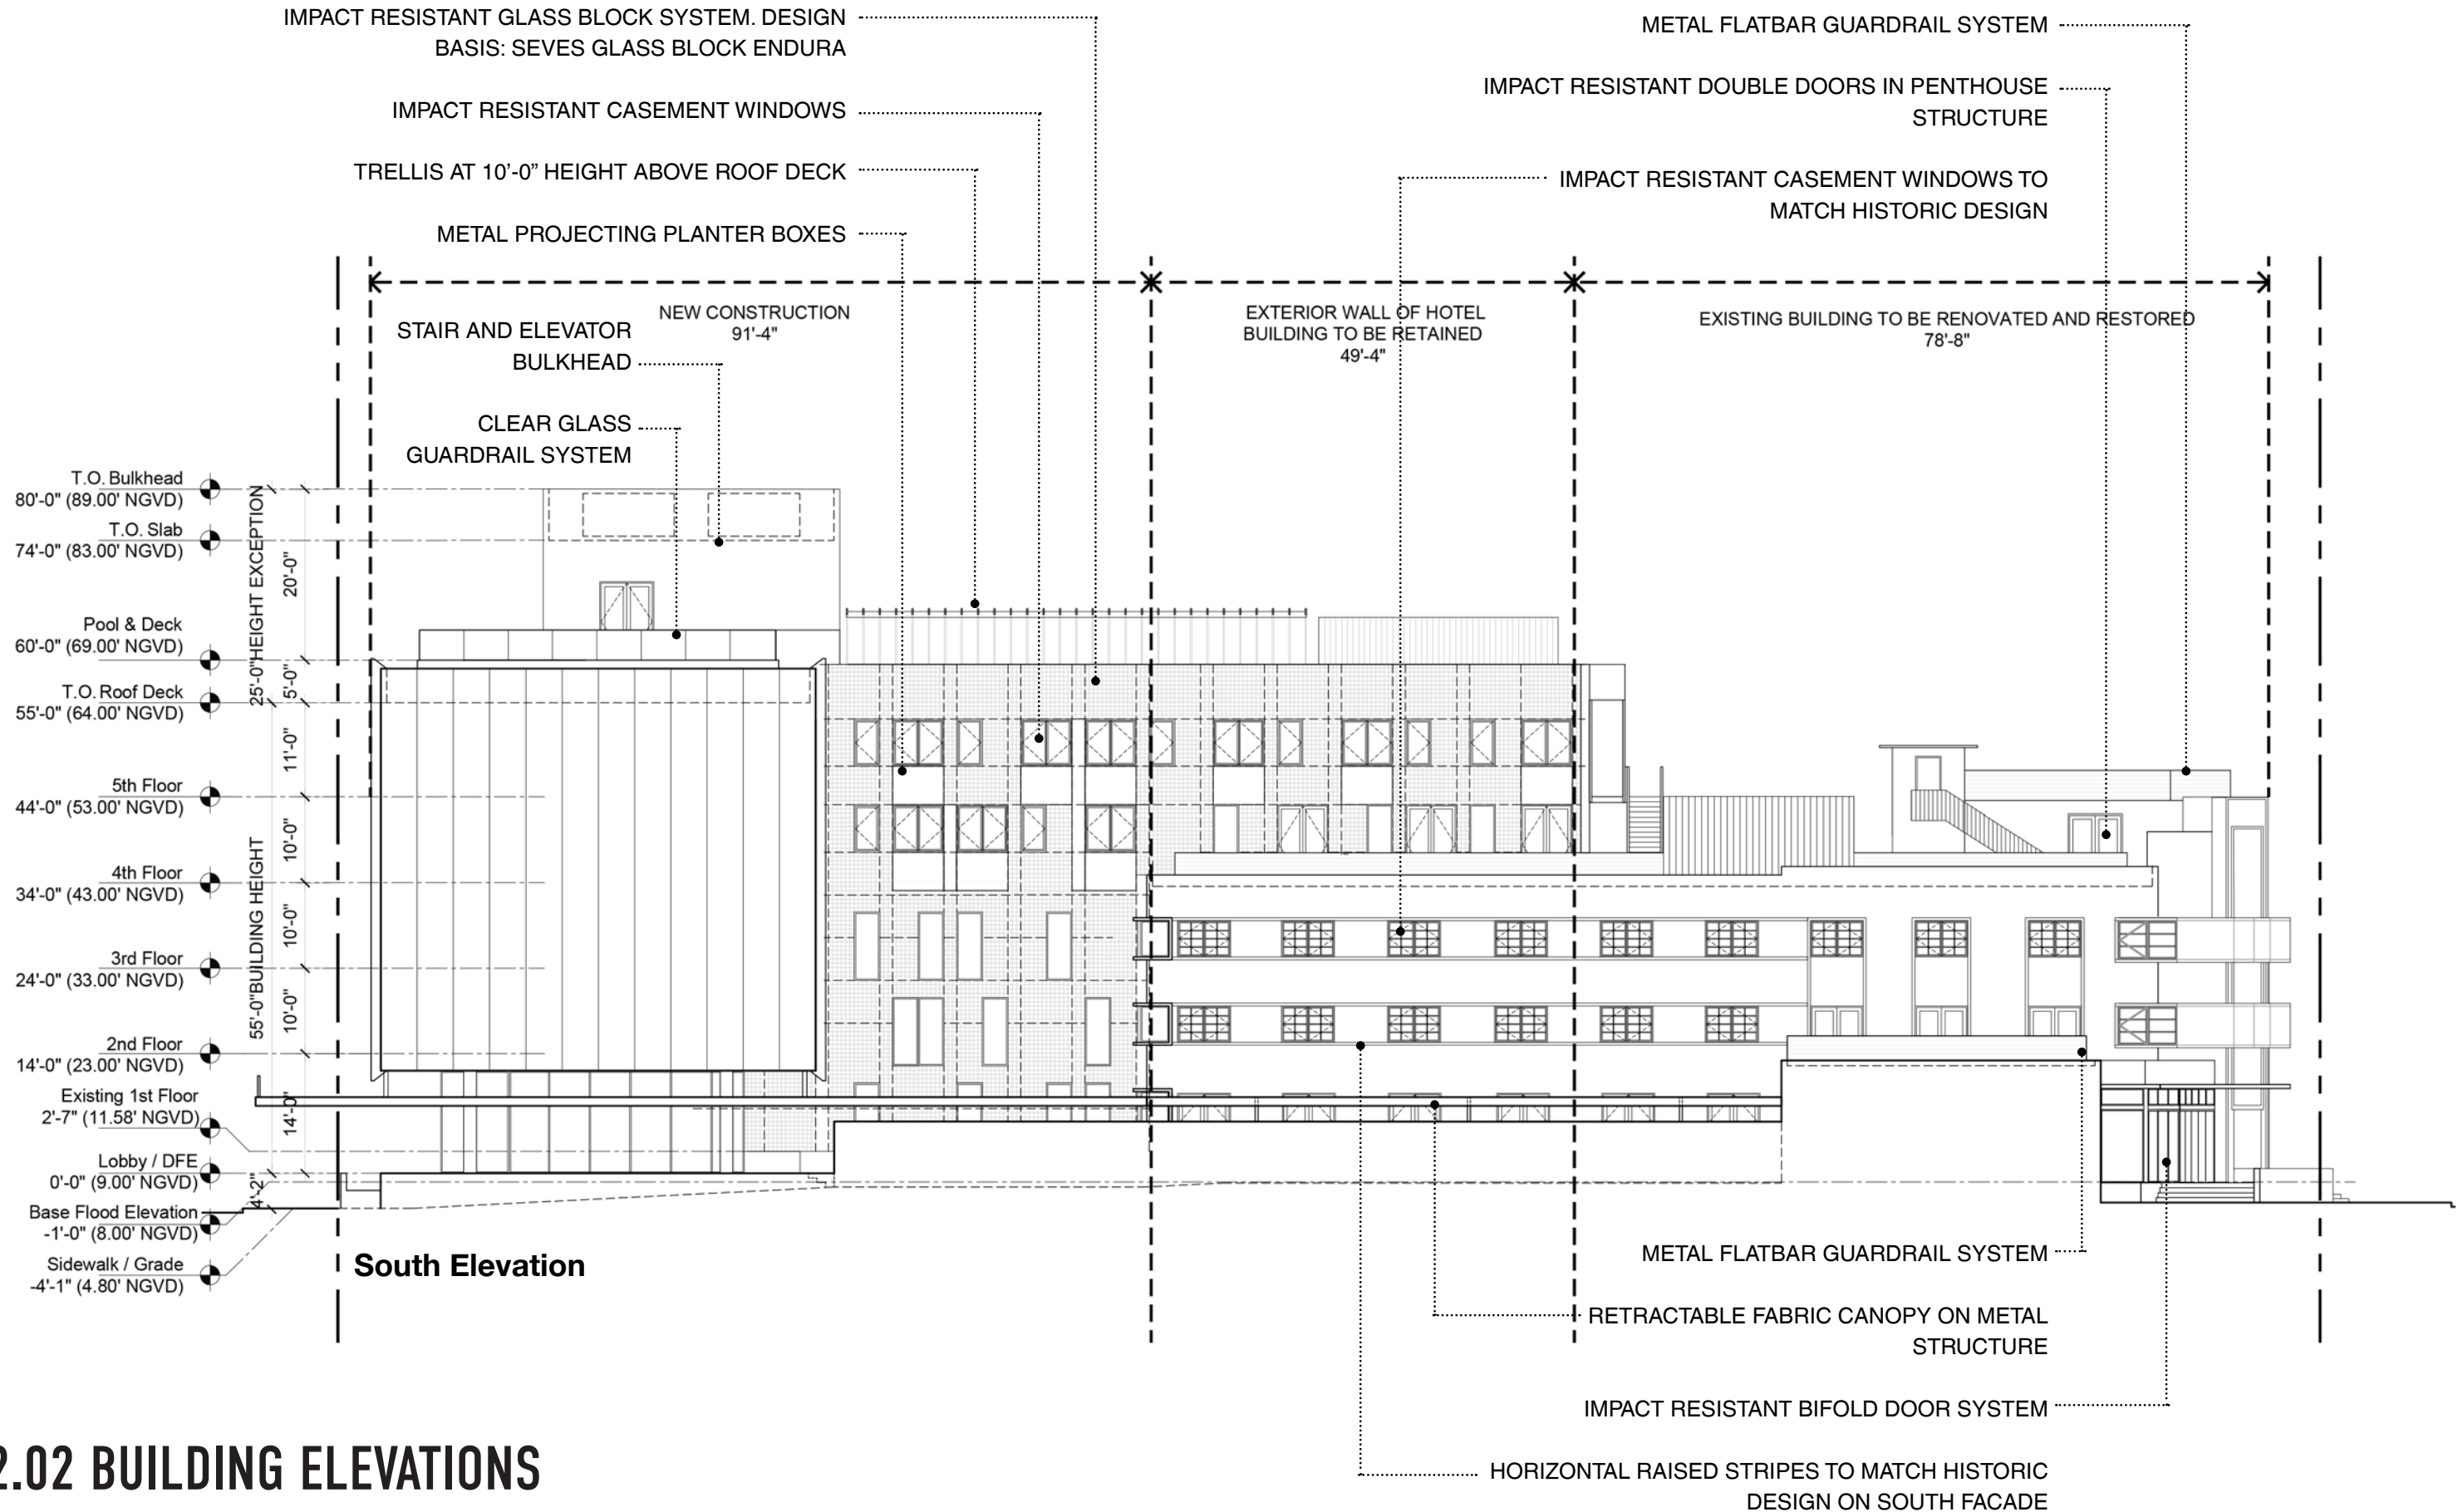 IMPACT RESISTANT GLASS BLOCK SYSTEM. DESIGN
BASIS: SEVES GLASS BLOCK ENDURA
IMPACT RESISTANT CASEMENT WINDOWS
TRELLIS AT 10’-0” HEIGHT ABOVE ROOF DECK
METAL PROJECTING PLANTER BOXES
STAIR AND ELEVATOR
BULKHEAD
CLEAR GLASS
GUARDRAIL SYSTEM
METAL FLATBAR GUARDRAIL SYSTEM
IMPACT RESISTANT DOUBLE DOORS IN PENTHOUSE
STRUCTURE
IMPACT RESISTANT CASEMENT WINDOWS TO
MATCH HISTORIC DESIGN
NEW CONSTRUCTION
91'-4"
EXTERIOR WALL OF HOTEL
BUILDING TO BE RETAINED
49'-4"
EXISTING BUILDING TO BE RENOVATED AND RESTORED
78'-8"
T.O. Bulkhead
80'-0" (89.00' NGVD)
T.O. Slab
74'-0" (83.00' NGVD)
Pool & Deck
60'-0" (69.00' NGVD)
T.O. Roof Deck
55'-0" (64.00' NGVD)
5th Floor
44'-0" (53.00' NGVD)
4th Floor
34'-0" (43.00' NGVD)
3rd Floor
24'-0" (33.00' NGVD)
2nd Floor
14'-0" (23.00' NGVD)
Existing 1st Floor
2'-7" (11.58' NGVD)
Lobby / DFE
0'-0" (9.00' NGVD)
Base Flood Elevation
-1'-0" (8.00' NGVD)
Sidewalk / Grade
-4'-1" (4.80' NGVD)
25'-0"HEIGHT EXCEPTION
55'-0"BUILDING HEIGHT
20'-0"
5'-0"
11'-0"
10'-0"
10'-0"
10'-0"
14'-0"
4'-2"
South Elevation
METAL FLATBAR GUARDRAIL SYSTEM
RETRACTABLE FABRIC CANOPY ON METAL
STRUCTURE
IMPACT RESISTANT BIFOLD DOOR SYSTEM
HORIZONTAL RAISED STRIPES TO MATCH HISTORIC
DESIGN ON SOUTH FACADE
2.02 BUILDING ELEVATIONS